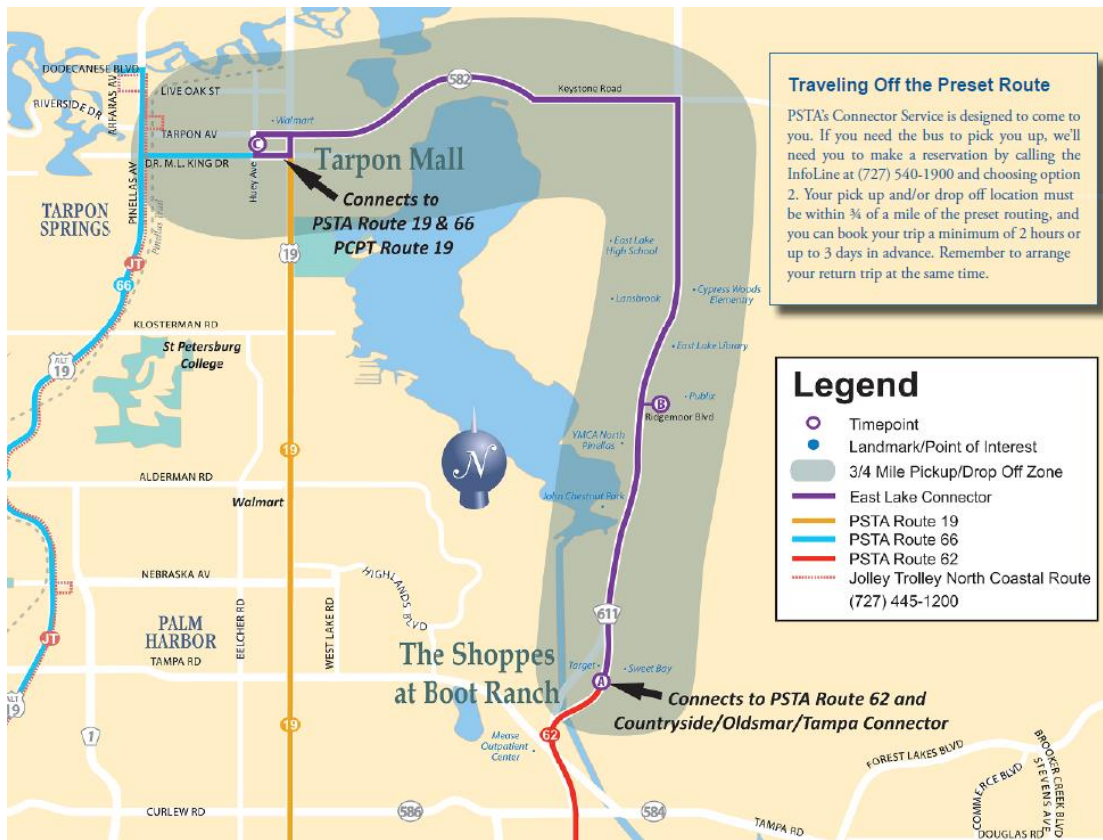 DODECANESE BLVD
RIVERSIDE DR
ARFARAS AV
LIVE OAK ST
Walmart
TARPON AV
C
Tarpon Mall
DR. M.L. KING DR
Huey Ave
PINELLAS AV
Pinellas Trail
Connects to
PSTA Route 19 & 66
PCPT Route 19
TARPON
SPRINGS
582
Keystone Road
JT
66
19
East Lake
High School
Lansbrook
Cypress Woods
Elementry
East Lake Library
KLOSTERMAN RD
St Petersburg
College
ALT
19
B
Publix
Ridgemoor Blvd
YMCA North
Pinellas
N
19
ALDERMAN RD
Walmart
John Chestnut Park
NEBRASKA AV
HIGHLANDS BLVD
BELCHER RD
WEST LAKE RD
PALM
HARBOR
JT
TAMPA RD
ALT
19
611
The Shoppes
at Boot Ranch
Target
Sweet Bay
A
Connects to PSTA Route 62 and
Countryside/Oldsmar/Tampa Connector
62
Mease
Outpatient
Center
19
1
CURLEW RD
586
584
TAMPA RD
FOREST LAKES BLVD
COMMERCE BLVD
BROOKER CREEK BLVD
STEVENS AVE
DOUGLAS RD
Traveling Off the Preset Route
PSTA's Connector Service is designed to come to
you. If you need the bus to pick you up, we'll
need you to make a reservation by calling the
InfoLine at (727) 540-1900 and choosing option
2. Your pick up and/or drop off location must
be within ¾ of a mile of the preset routing, and
you can book your trip a minimum of 2 hours or
up to 3 days in advance. Remember to arrange
your return trip at the same time.
Legend
Timepoint
Landmark/Point of Interest
3/4 Mile Pickup/Drop Off Zone
East Lake Connector
PSTA Route 19
PSTA Route 66
PSTA Route 62
Jolley Trolley North Coastal Route
(727) 445-1200